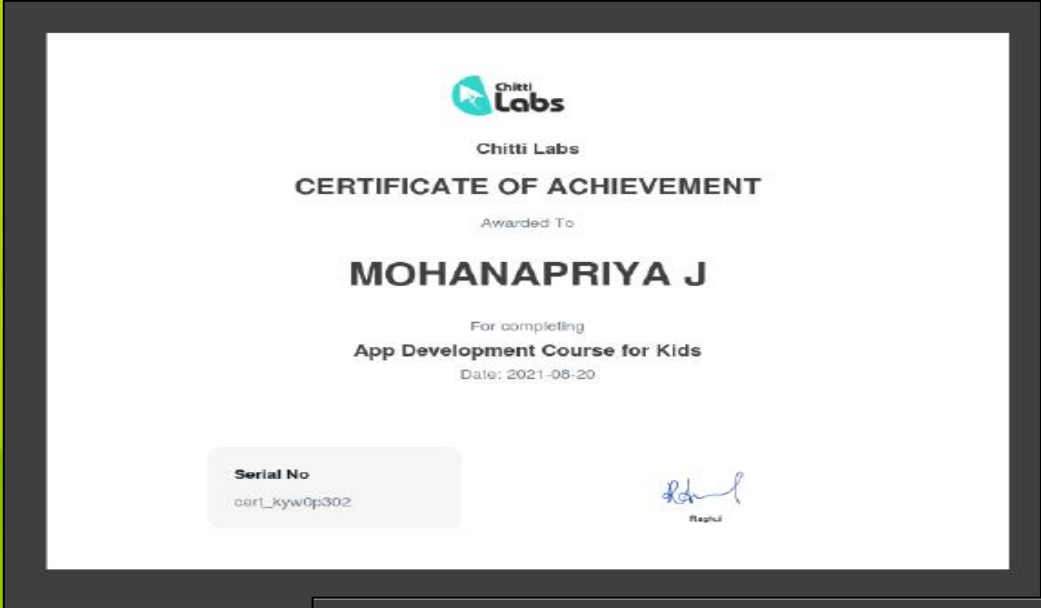 Chitti
Labs
Chitti Labs
CERTIFICATE OF ACHIEVEMENT
Awarded To
MOHANAPRIYA J
For completing
App Development Course for Kids
Date: 2021-08-20
Serial No
cert_kyw0p302
Raghul